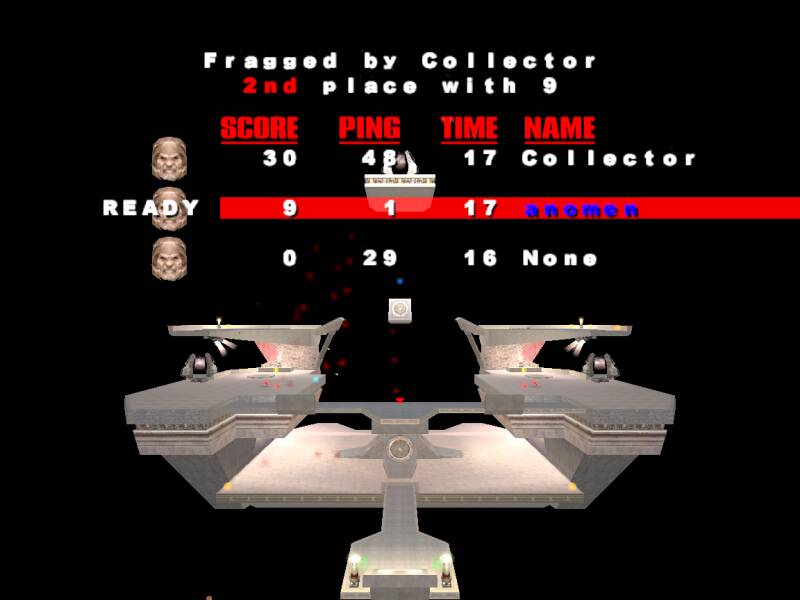 Fragged by Collector
2nd place with 9
SCORE PING TIME NAME
30 48 17 Collector
READY 9 1 17 anomen
0 29 16 None